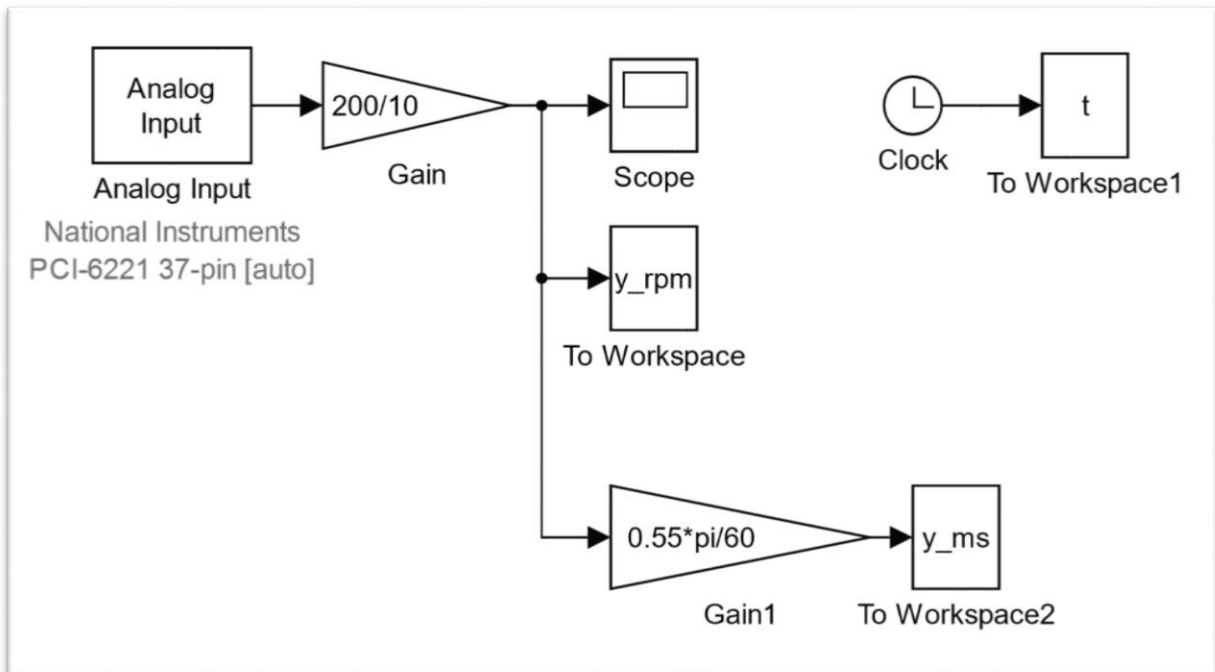 Analog
Input
Analog Input
National Instruments
PCI-6221 37-pin [auto]
200/10
Gain
Scope
Clock
t
To Workspace1
y_rpm
To Workspace
0.55*pi/60
Gain1
y_ms
To Workspace2